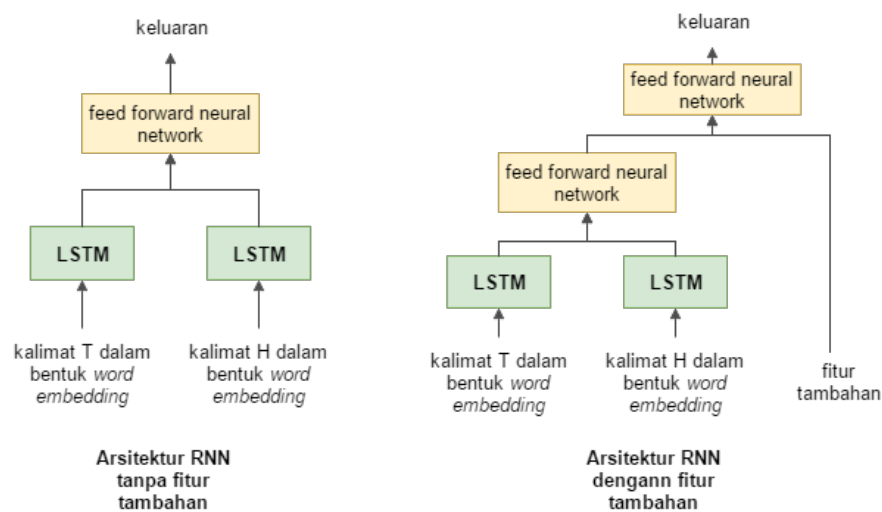 keluaran
feed forward neural
network
LSTM
LSTM
kalimat T dalam
bentuk word
embedding
kalimat H dalam
bentuk word
embedding
Arsitektur RNN
tanpa fitur
tambahan
keluaran
feed forward neural
network
feed forward neural
network
LSTM
LSTM
kalimat T dalam
bentuk word
embedding
kalimat H dalam
bentuk word
embedding
fitur
tambahan
Arsitektur RNN
dengann fitur
tambahan